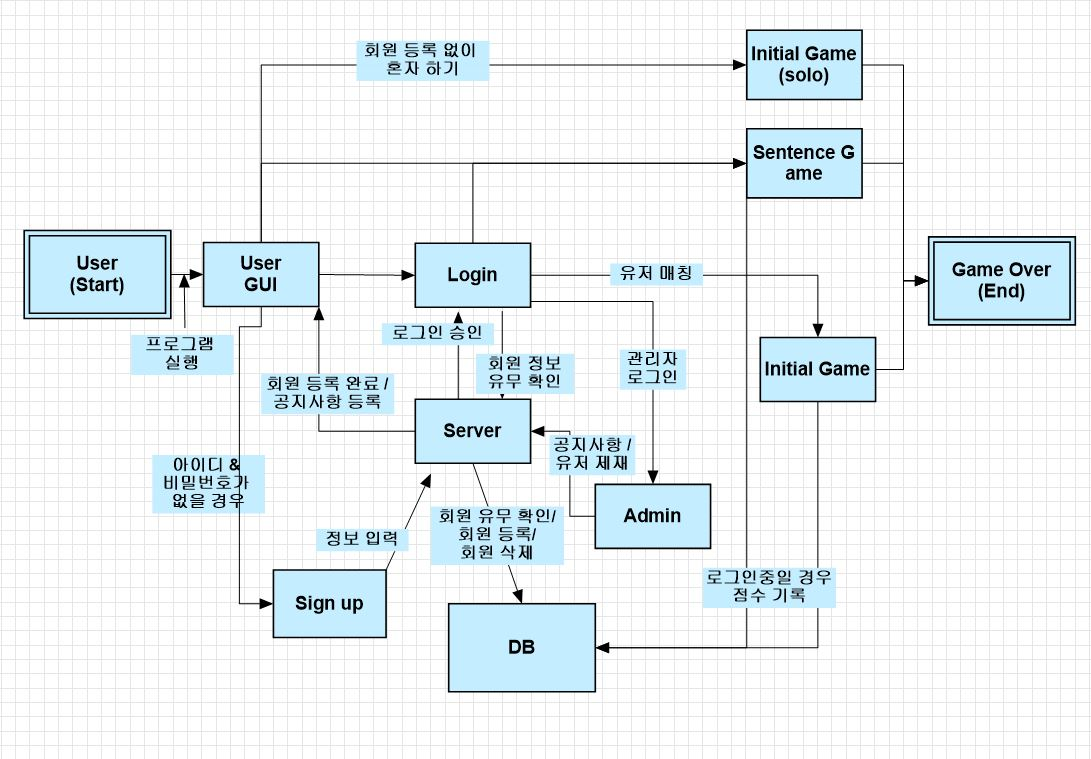 회원 등록 없이
혼자 하기
Initial Game
(solo)
Sentence G
ame
User
(Start)
User
GUI
Login
유저 매칭
Game Over
(End)
프로그램
실행
로그인 승인
회원 정보
유무 확인
관리자
로그인
Initial Game
회원 등록 완료 /
공지사항 등록
Server
공지사항 /
유저 제재
아이디 &
비밀번호가
없을 경우
정보 입력
회원 유무 확인/
회원 등록/
회원 삭제
Admin
로그인중일 경우
점수 기록
Sign up
DB